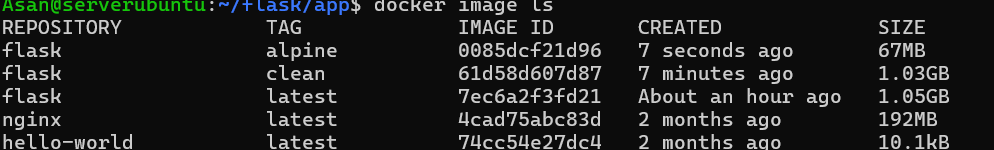 Asan@serverubuntu:~/flask/app$ docker image ls
REPOSITORY TAG IMAGE ID CREATED SIZE
flask alpine 0085dcf21d96 7 seconds ago 67MB
flask clean 61d58d607d87 7 minutes ago 1.03GB
flask latest 7ec6a2f3fd21 About an hour ago 1.05GB
nginx latest 4cad75abc83d 2 months ago 192MB
hello-world latest 74cc54e27dc4 2 months ago 10.1kB